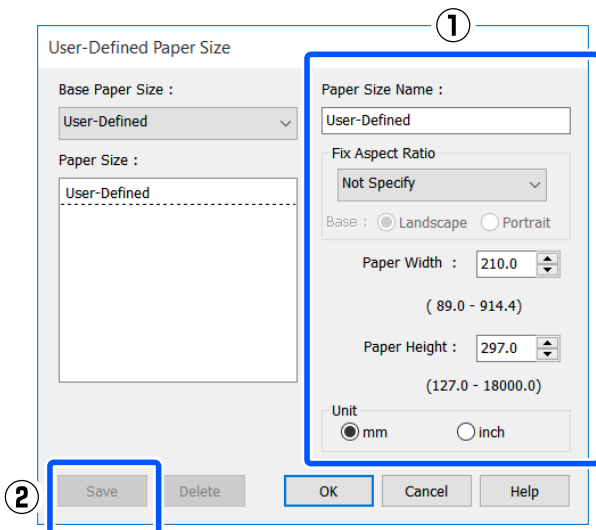 ①
User-Defined Paper Size
Base Paper Size :
User-Defined
Paper Size :
User-Defined
Paper Size Name :
User-Defined
Fix Aspect Ratio
Not Specify
Base : Landscape Portrait
Paper Width : 210.0
( 89.0 - 914.4)
Paper Height : 297.0
(127.0 - 18000.0)
Unit
mm inch
②
Save Delete OK Cancel Help